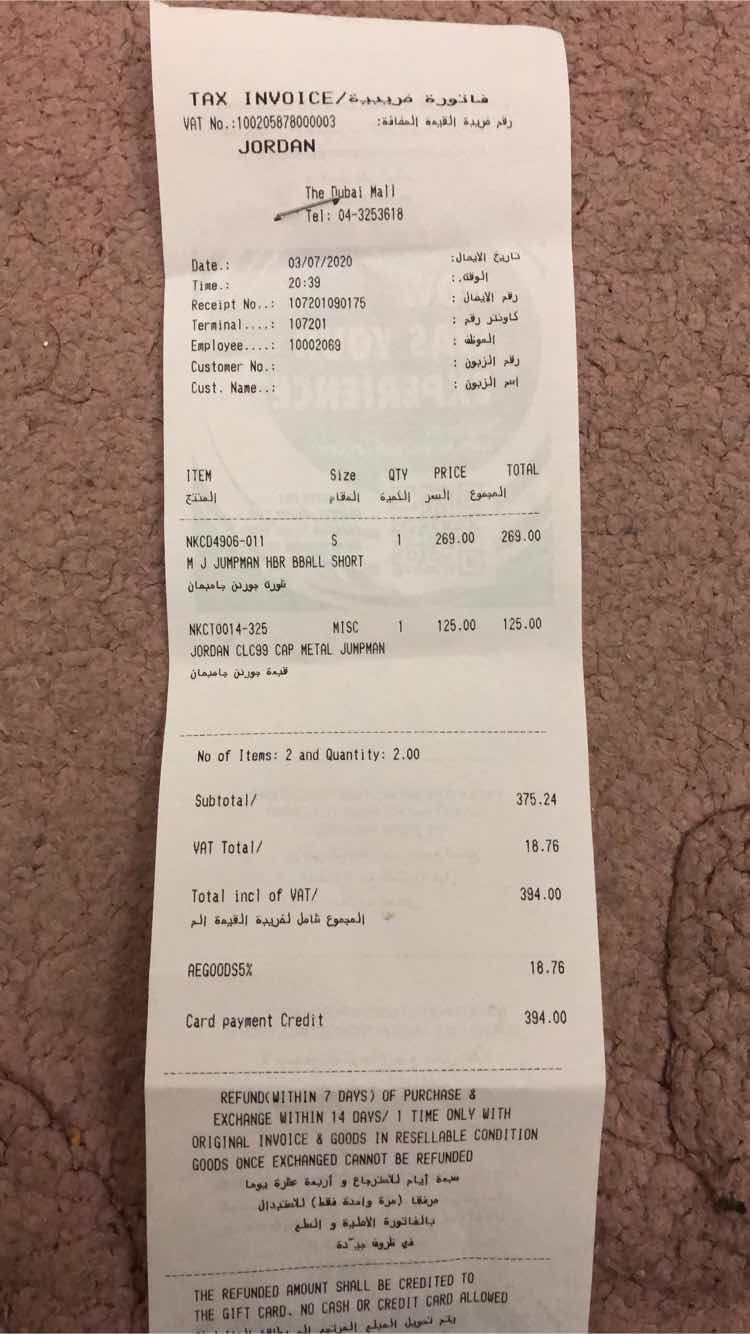 TAX INVOICE/فاتورة ضريبية
VAT No.:100205878000003 رقم ضريبة القيمة المضافة:
JORDAN
The Dubai Mall
Tel: 04-3253618
Date.: 03/07/2020 تاريخ الايصال:
Time.: 20:39 الوقت.:
Receipt No..: 107201090175 رقم الايصال :
Terminal....: 107201 كاونتر رقم :
Employee....: 10002069 الموظف :
Customer No.: رقم الزبون :
Cust. Name..: اسم الزبون :
ITEM Size QTY PRICE TOTAL
المنتج المقاس الكمية السعر المجموع
NKCD4906-011 S 1 269.00 269.00
M J JUMPMAN HBR BBALL SHORT
جوردن جامبمان
NKCT0014-325 MISC 1 125.00 125.00
JORDAN CLC99 CAP METAL JUMPMAN
قبعة جوردن جامبمان
No of Items: 2 and Quantity: 2.00
Subtotal/ 375.24
VAT Total/ 18.76
Total incl of VAT/ 394.00
المجموع شامل لضريبة القيمة الم
AEGOODS5% 18.76
Card payment Credit 394.00
REFUND(WITHIN 7 DAYS) OF PURCHASE &
EXCHANGE WITHIN 14 DAYS/ 1 TIME ONLY WITH
ORIGINAL INVOICE & GOODS IN RESELLABLE CONDITION
GOODS ONCE EXCHANGED CANNOT BE REFUNDED
سبعة أيام للاسترجاع و أربعة عشرة يوما
مرفقا (مرة واحدة فقط) للاستبدال
بالفاتورة الأصلية و السلع
في ظروف جيّدة
THE REFUNDED AMOUNT SHALL BE CREDITED TO
THE GIFT CARD. NO CASH OR CREDIT CARD ALLOWED
يتم تحويل المبلغ المرتجع الى بطاقة